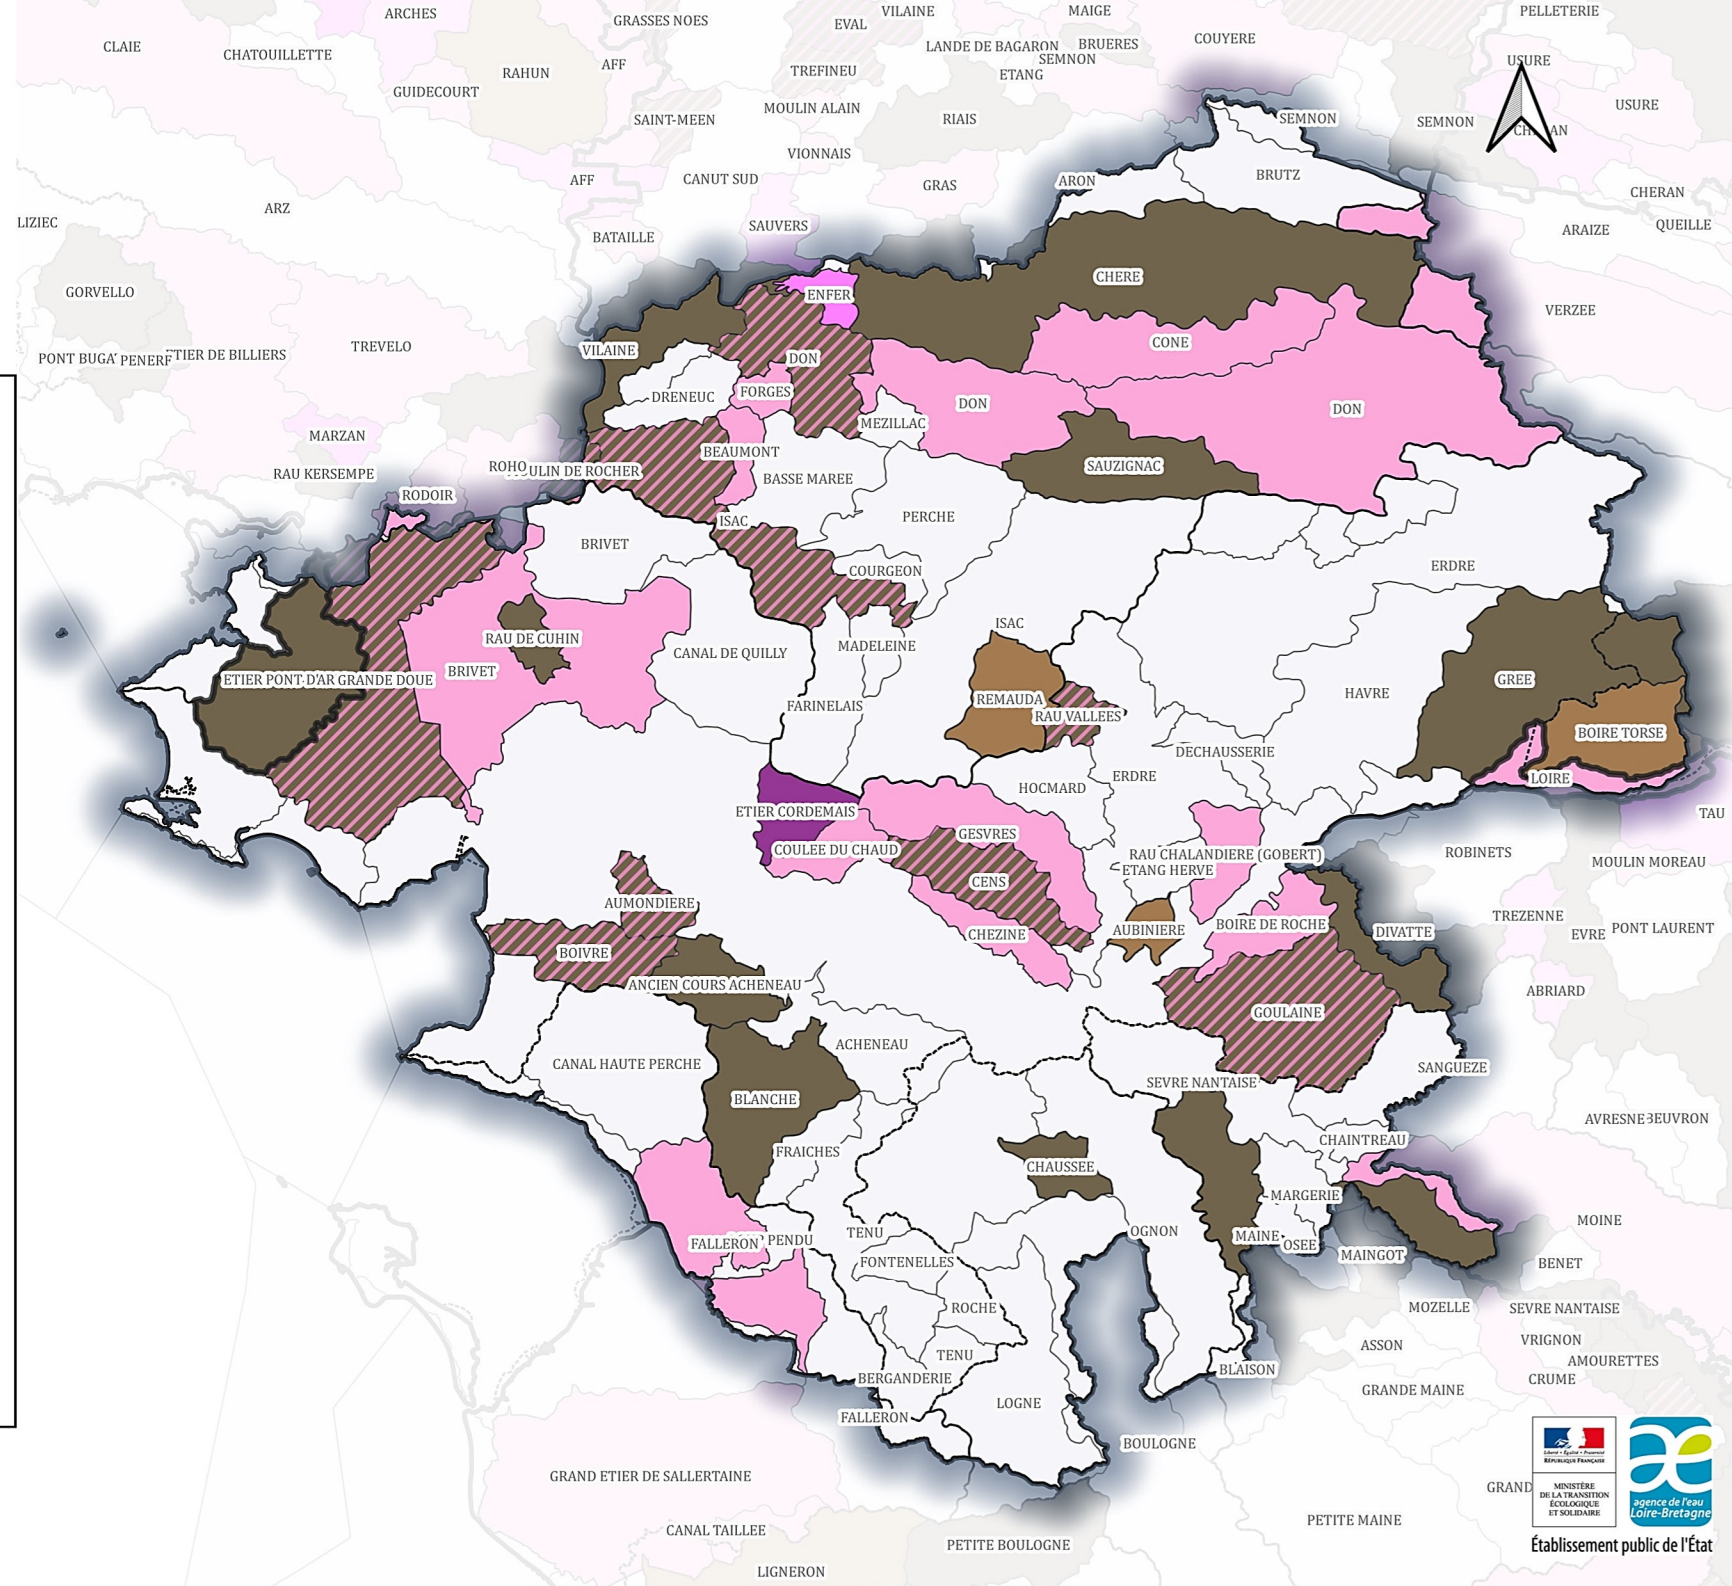 ARCHES
GRASSES NOES
VILAINE
MAIGE
PELLETERIE
EVAL
COUYERE
CLAIE
CHATOUILLETTE
LANDE DE BAGARON
BRUERES
SEMNON
USURE
AFF
RAHUN
TREFINEU
ETANG
GUIDECOURT
USURE
MOULIN ALAIN
SAINT-MEEN
RIAIS
SEMNON
SEMNON
VIONNAIS
CANUT SUD
AFF
ARON
BRUTZ
GRAS
CHERAN
ARZ
LIZIEC
SAUVERS
QUEILLE
ARAIZE
BATAILLE
CHERE
GORVELLO
ENFER
VERZEE
TREVELO
CONE
VILAINE
DON
PENERF
ETIER DE BILLIERS
FORGES
DRENEUC
DON
DON
MEZILLAC
MARZAN
BEAUMONT
SAUZIGNAC
ROHO
MOULIN DE ROCHER
RAU KERSEMPE
BASSE MAREE
RODOIR
PERCHE
ISAC
BRIVET
ERDRE
COURGEON
ISAC
RAU DE CUHIN
MADELEINE
CANAL DE QUILLY
BRIVET
ETIER PONT D'AR
GRANDE DOUE
GREE
HAVRE
REMAUDA
FARINELAIS
RAU VALLEES
BOIRE TORSE
DECHAUSSERIE
ERDRE
LOIRE
HOCMARD
ETIER CORDEMAIS
TAU
GESVRES
COULEE DU CHAUD
RAU CHALANDIERE (GOBERT)
ROBINETS
MOULIN MOREAU
ETANG HERVE
CENS
AUMONDIERE
TREZENNE
BOIRE DE ROCHE
PONT LAURENT
AUBINIERE
DIVATTE
EVRE
CHEZINE
BOIVRE
ANCIEN COURS ACHENEAU
ABRIARD
GOULAINE
ACHENEAU
CANAL HAUTE PERCHE
SANGUEZE
SEVRE NANTAISE
BLANCHE
AVRESNE
BEUVRON
CHAINTREAU
FRAICHES
CHAUSSEE
MARGERIE
MOINE
OGNON
TENU
MAINE
PENDU
FALLERON
OSEE
MAINGOT
FONTENELLES
BENET
ROCHE
MOZELLE
SEVRE NANTAISE
VRIGNON
ASSON
TENU
AMOURETTES
BLAISON
BERGANDERIE
CRUME
GRANDE MAINE
LOGNE
FALLERON
BOULOGNE
GRAND ETIER DE SALLERTAINE
GRAND
PETITE MAINE
CANAL TAILLEE
PETITE BOULOGNE
LIGNERON
Liberté • Égalité • Fraternité
RÉPUBLIQUE FRANÇAISE
MINISTÈRE
DE LA TRANSITION
ÉCOLOGIQUE
ET SOLIDAIRE
agence de l'eau
Loire-Bretagne
Établissement public de l'État